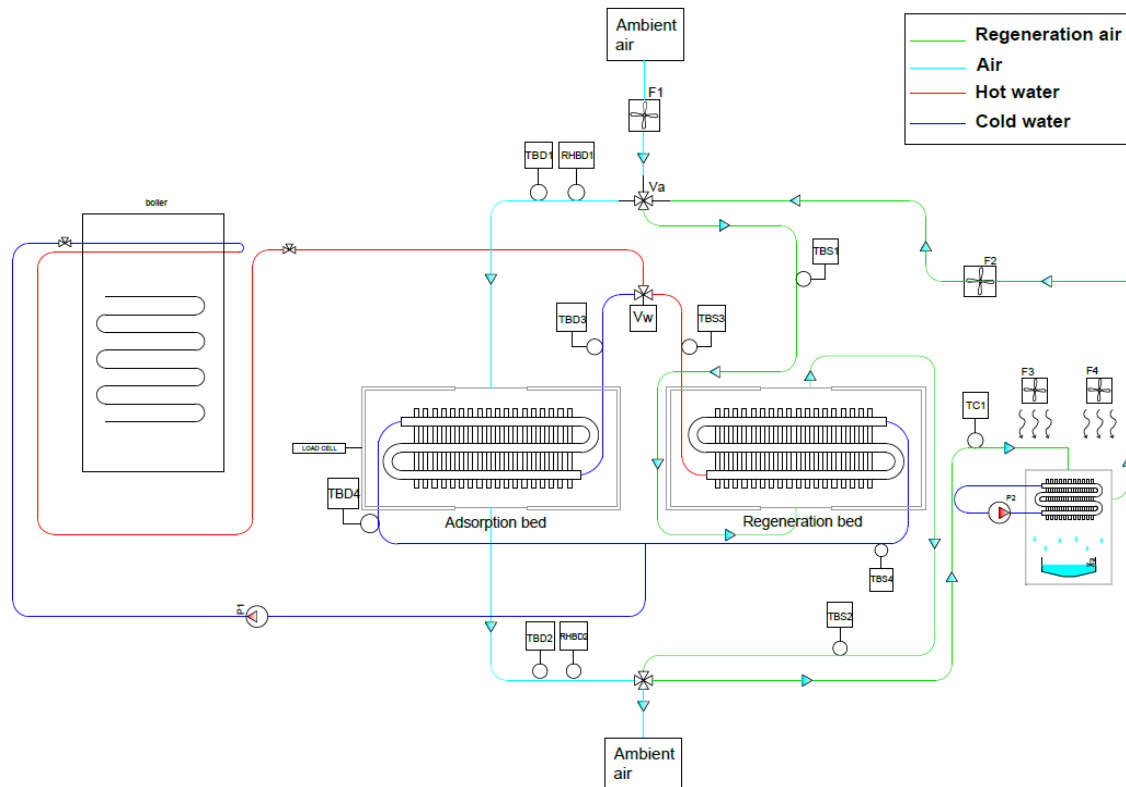 Ambient
air
Regeneration air
Air
Hot water
Cold water
F1
TBD1
RHBD1
Va
boiler
TBS1
F2
TBD3
Vw
TBS3
F3
F4
TC1
LOAD CELL
TBD4
P2
Adsorption bed
Regeneration bed
TBS4
P1
TBS2
TBD2
RHBD2
Ambient
air